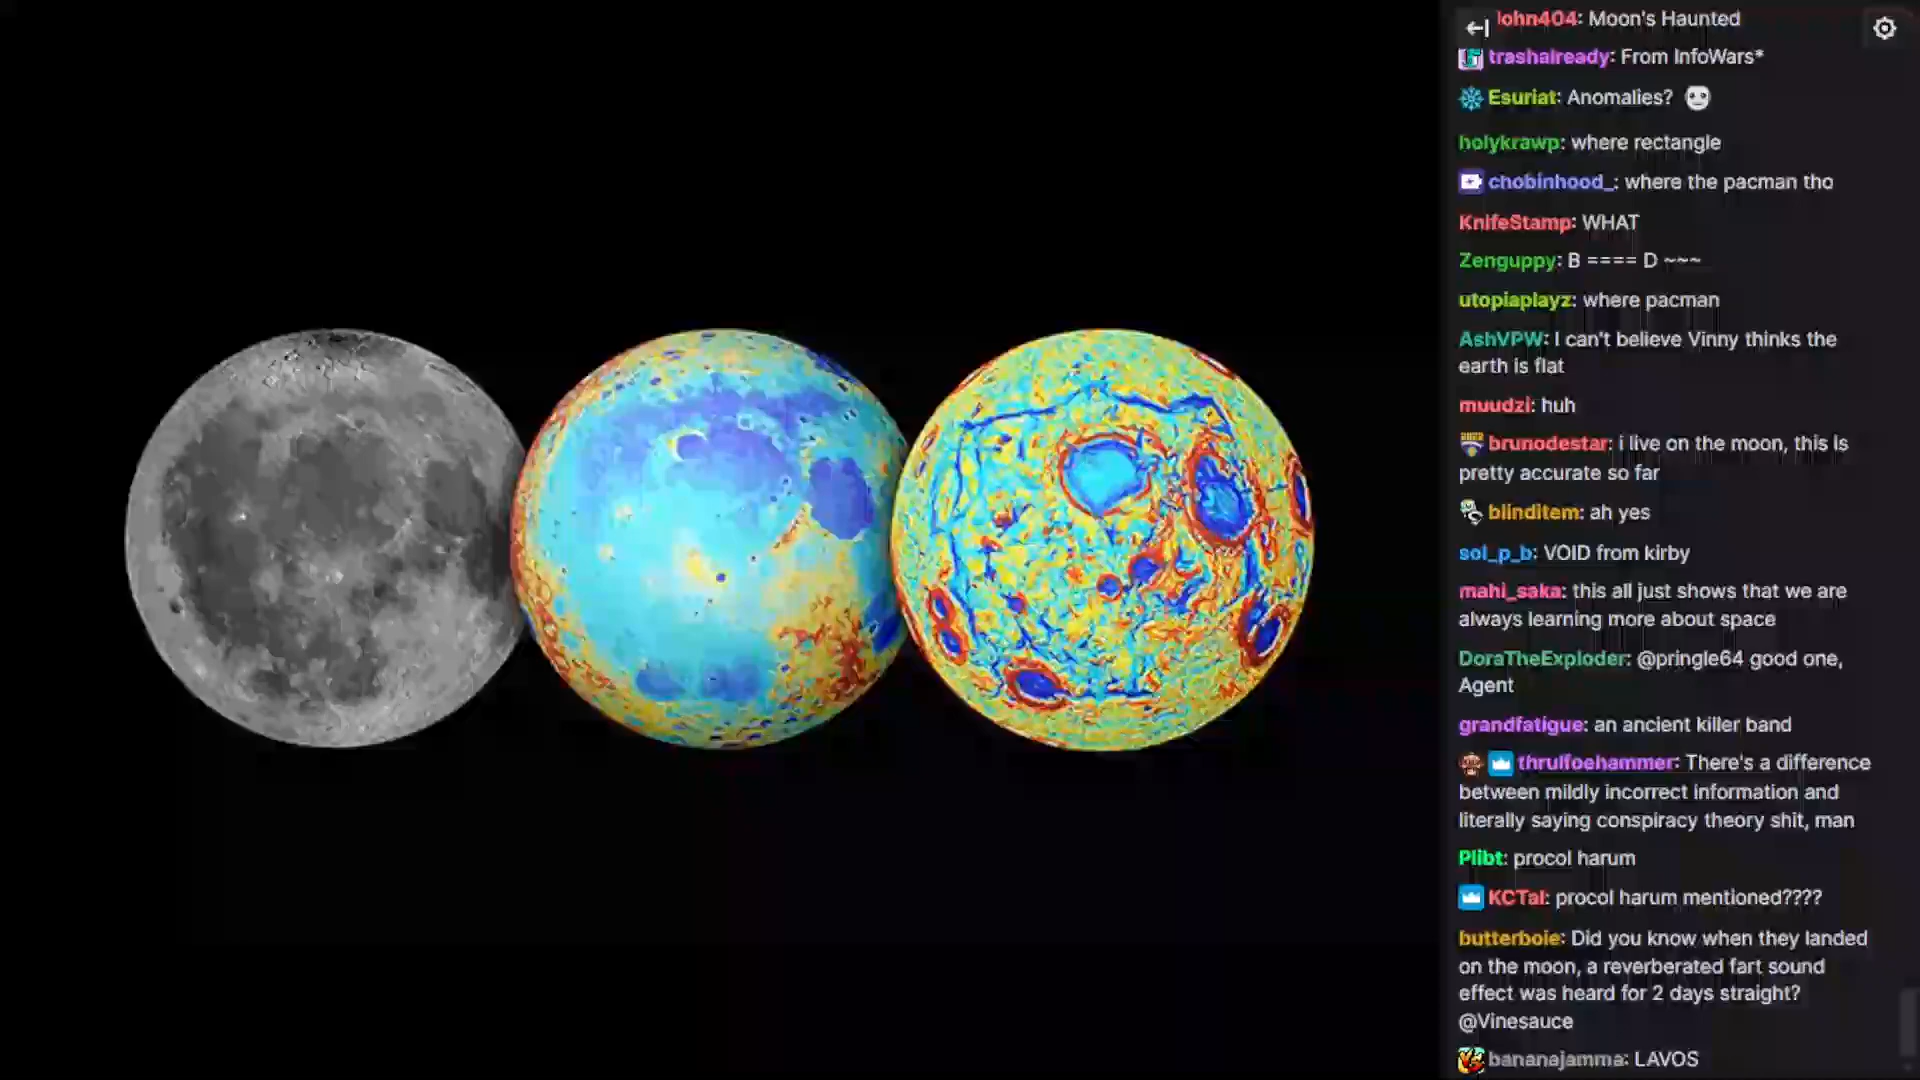 john404: Moon's Haunted
trashalready: From InfoWars*
Esuriat: Anomalies?
holykrawp: where rectangle
chobinhood_: where the pacman tho
KnifeStamp: WHAT
Zenguppy: B ==== D ~~~
utopiaplayz: where pacman
AshVPW: I can't believe Vinny thinks the
earth is flat
muudzi: huh
brunodestar: i live on the moon, this is
pretty accurate so far
blinditem: ah yes
sol_p_b: VOID from kirby
mahi_saka: this all just shows that we are
always learning more about space
DoraTheExploder: @pringle64 good one,
Agent
grandfatigue: an ancient killer band
thrulfoehammer: There's a difference
between mildly incorrect information and
literally saying conspiracy theory shit, man
Plibt: procol harum
KCTal: procol harum mentioned????
butterboie: Did you know when they landed
on the moon, a reverberated fart sound
effect was heard for 2 days straight?
@Vinesauce
bananajamma: LAVOS